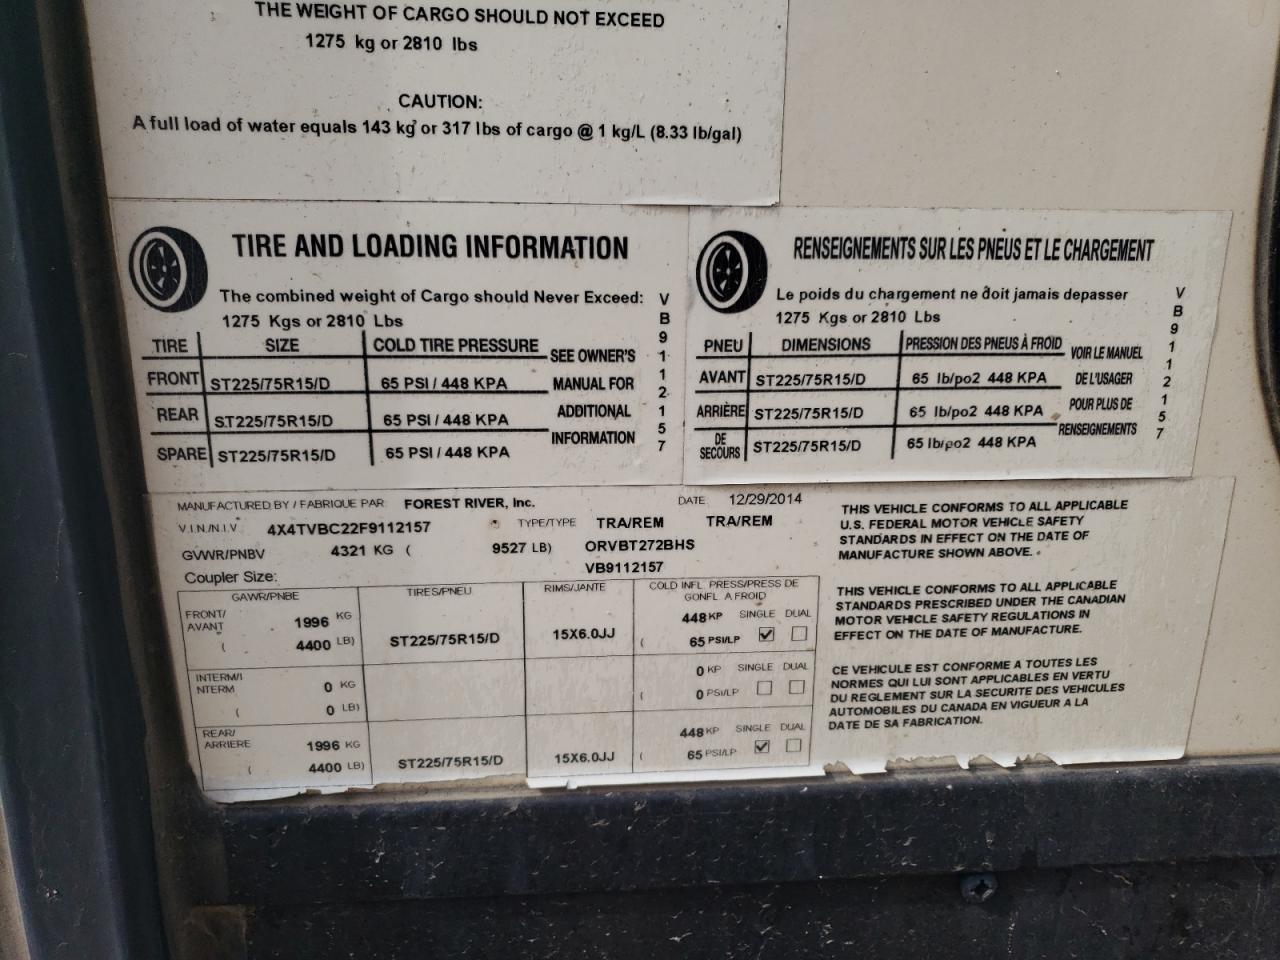 THE WEIGHT OF CARGO SHOULD NOT EXCEED
1275 kg or 2810 lbs
CAUTION:
A full load of water equals 143 kg or 317 lbs of cargo @ 1 kg/L (8.33 lb/gal)
TIRE AND LOADING INFORMATION
The combined weight of Cargo should Never Exceed:
1275 Kgs or 2810 Lbs
TIRE SIZE COLD TIRE PRESSURE
FRONT ST225/75R15/D 65 PSI / 448 KPA
REAR ST225/75R15/D 65 PSI / 448 KPA
SPARE ST225/75R15/D 65 PSI / 448 KPA
SEE OWNER'S
MANUAL FOR
ADDITIONAL
INFORMATION
VB9112157
RENSEIGNEMENTS SUR LES PNEUS ET LE CHARGEMENT
Le poids du chargement ne doit jamais depasser
1275 Kgs or 2810 Lbs
PNEU DIMENSIONS PRESSION DES PNEUS À FROID
AVANT ST225/75R15/D 65 lb/po2 448 KPA
ARRIÈRE ST225/75R15/D 65 lb/po2 448 KPA
DE SECOURS ST225/75R15/D 65 lb/po2 448 KPA
VOIR LE MANUEL
DE L'USAGER
POUR PLUS DE
RENSEIGNEMENTS
VB9112157
MANUFACTURED BY / FABRIQUE PAR FOREST RIVER, Inc. DATE 12/29/2014
V.I.N/N.I.V 4X4TVBC22F9112157 TYPE/TYPE TRA/REM TRA/REM
GVWR/PNBV 4321 KG ( 9527 LB) ORVBT272BHS
VB9112157
Coupler Size:
GAWR/PNBE TIRES/PNEU RIMS/JANTE COLD INFL PRESS/PRESS DE
GONFL A FROID
FRONT/
AVANT 1996 KG 448 KP SINGLE DUAL
( 4400 LB) ST225/75R15/D 15X6.0JJ ( 65 PSI/LP
INTERM/I
NTERM 0 KG 0 KP SINGLE DUAL
( 0 LB) ( 0 PSI/LP
REAR/
ARRIERE 1996 KG 448 KP SINGLE DUAL
( 4400 LB) ST225/75R15/D 15X6.0JJ ( 65 PSI/LP
THIS VEHICLE CONFORMS TO ALL APPLICABLE
U.S. FEDERAL MOTOR VEHICLE SAFETY
STANDARDS IN EFFECT ON THE DATE OF
MANUFACTURE SHOWN ABOVE.
THIS VEHICLE CONFORMS TO ALL APPLICABLE
STANDARDS PRESCRIBED UNDER THE CANADIAN
MOTOR VEHICLE SAFETY REGULATIONS IN
EFFECT ON THE DATE OF MANUFACTURE.
CE VEHICULE EST CONFORME A TOUTES LES
NORMES QUI LUI SONT APPLICABLES EN VERTU
DU REGLEMENT SUR LA SECURITE DES VEHICULES
AUTOMOBILES DU CANADA EN VIGUEUR A LA
DATE DE SA FABRICATION.